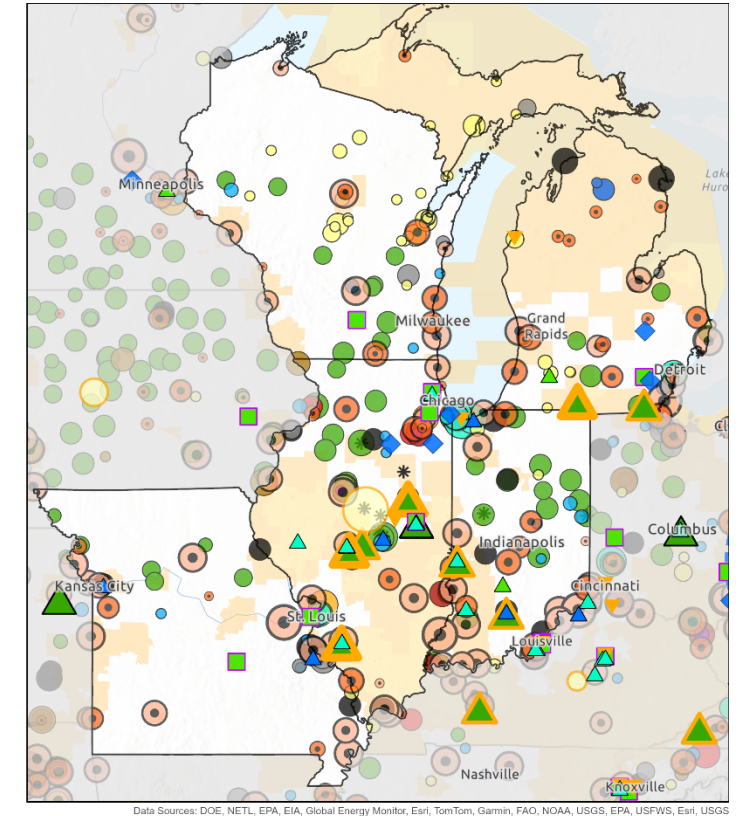 Lake
Huro
Minneapolis
Milwaukee
Grand
Rapids
Detroit
Chicago
Cl
Columbus
Indianapolis
Kansas City
Cincinnati
St. Louis
Louisville
Nashville
Knoxville
Data Sources: DOE, NETL, EPA, EIA, Global Energy Monitor, Esri, TomTom, Garmin, FAO, NOAA, USGS, EPA, USFWS, Esri, USGS